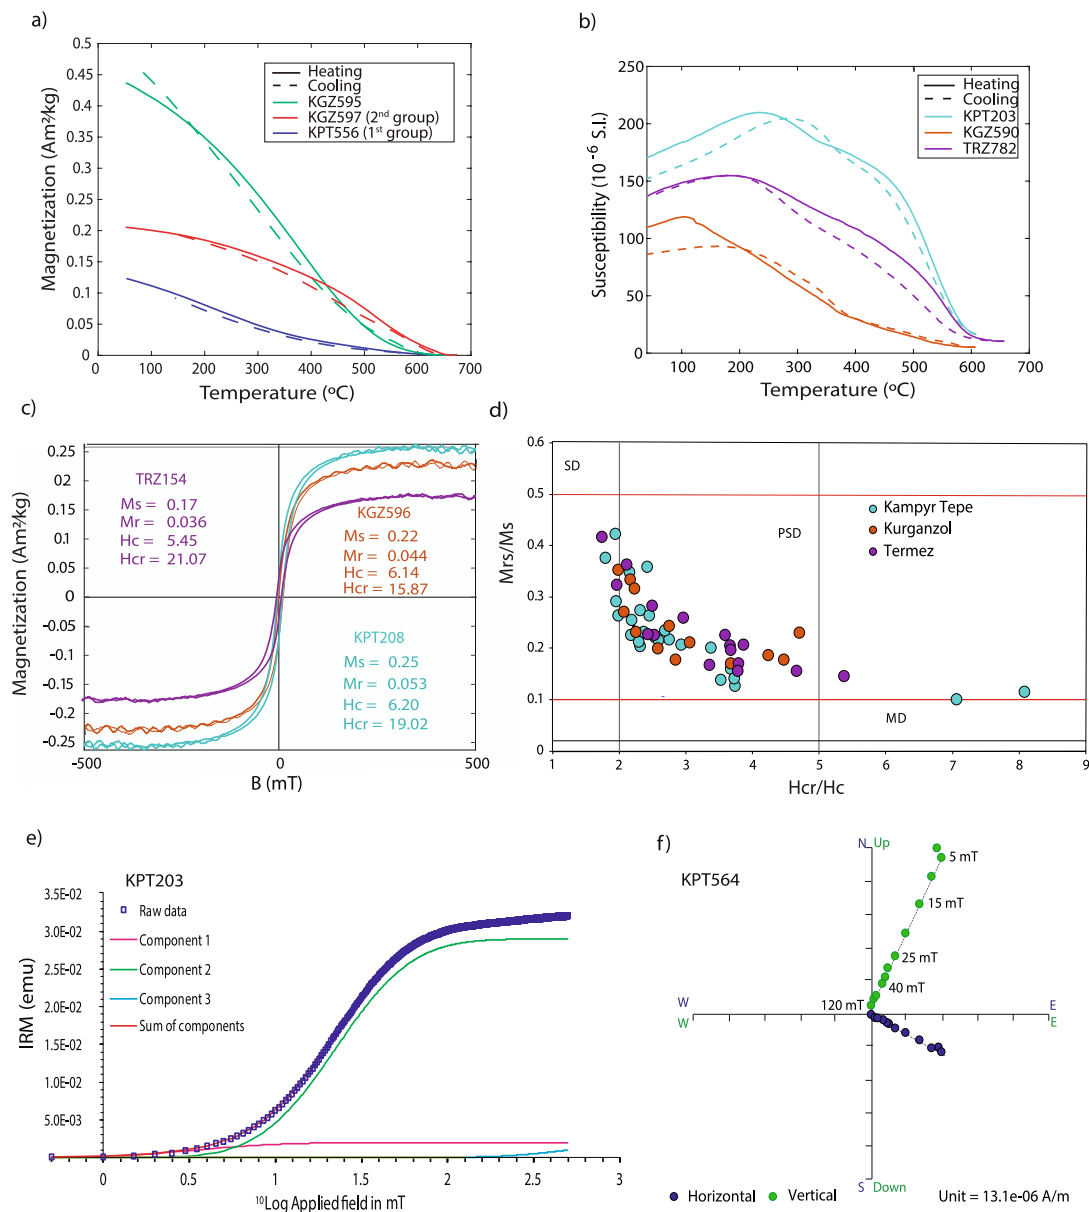 a)
Magnetization (Am²/kg)
0.5
0.45
0.4
0.35
0.3
0.25
0.2
0.15
0.1
0.05
0
0 100 200 300 400 500 600 700
Temperature (ºC)
Heating
Cooling
KGZ595
KGZ597 (2nd group)
KPT556 (1st group)
b)
Susceptibility (10⁻⁶ S.I.)
250
200
150
100
50
0
100 200 300 400 500 600 700
Temperature (ºC)
Heating
Cooling
KPT203
KGZ590
TRZ782
c)
Magnetization (Am²/kg)
0.25
0.2
0.15
0.1
0.05
0
-0.05
-0.1
-0.15
-0.2
-0.25
-500 0 500
B (mT)
TRZ154
Ms = 0.17
Mr = 0.036
Hc = 5.45
Hcr = 21.07
KGZ596
Ms = 0.22
Mr = 0.044
Hc = 6.14
Hcr = 15.87
KPT208
Ms = 0.25
Mr = 0.053
Hc = 6.20
Hcr = 19.02
d)
Mrs/Ms
0.6
0.5
0.4
0.3
0.2
0.1
0
1 2 3 4 5 6 7 8 9
Hcr/Hc
SD
PSD
MD
Kampyr Tepe
Kurganzol
Termez
e)
KPT203
IRM (emu)
3.5E-02
3.0E-02
2.5E-02
2.0E-02
1.5E-02
1.0E-02
5.0E-03
0 0.5 1 1.5 2 2.5 3
¹⁰Log Applied field in mT
Raw data
Component 1
Component 2
Component 3
Sum of components
f)
KPT564
N Up
5 mT
15 mT
25 mT
40 mT
120 mT
W E
W E
S Down
Horizontal Vertical Unit = 13.1e-06 A/m